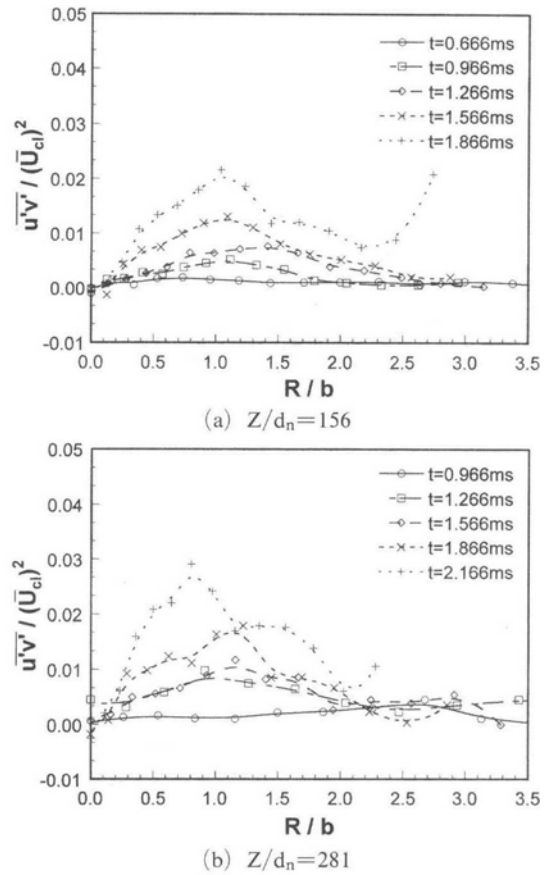 0.05
0.04
0.03
0.02
0.01
0.00
-0.01
u'v' / (U_cl)²
t=0.666ms
t=0.966ms
t=1.266ms
t=1.566ms
t=1.866ms
0.0 0.5 1.0 1.5 2.0 2.5 3.0 3.5
R / b
(a) Z/dₙ=156
0.05
0.04
0.03
0.02
0.01
0.00
-0.01
u'v' / (U_cl)²
t=0.966ms
t=1.266ms
t=1.566ms
t=1.866ms
t=2.166ms
0.0 0.5 1.0 1.5 2.0 2.5 3.0 3.5
R / b
(b) Z/dₙ=281